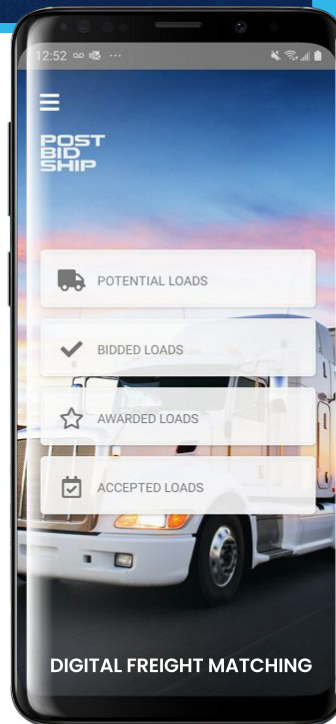 12:52
POST
BID
SHIP
POTENTIAL LOADS
BIDDED LOADS
AWARDED LOADS
ACCEPTED LOADS
DIGITAL FREIGHT MATCHING